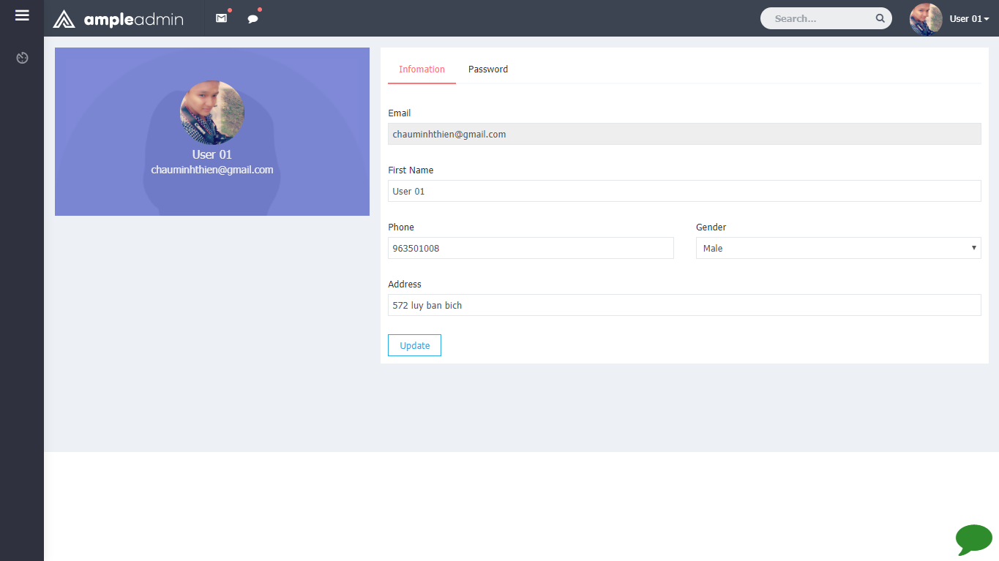 ampleadmin
Search...
User 01
User 01
chauminhthien@gmail.com
Infomation
Password
Email
chauminhthien@gmail.com
First Name
User 01
Phone
Gender
963501008
Male
Address
572 luy ban bich
Update